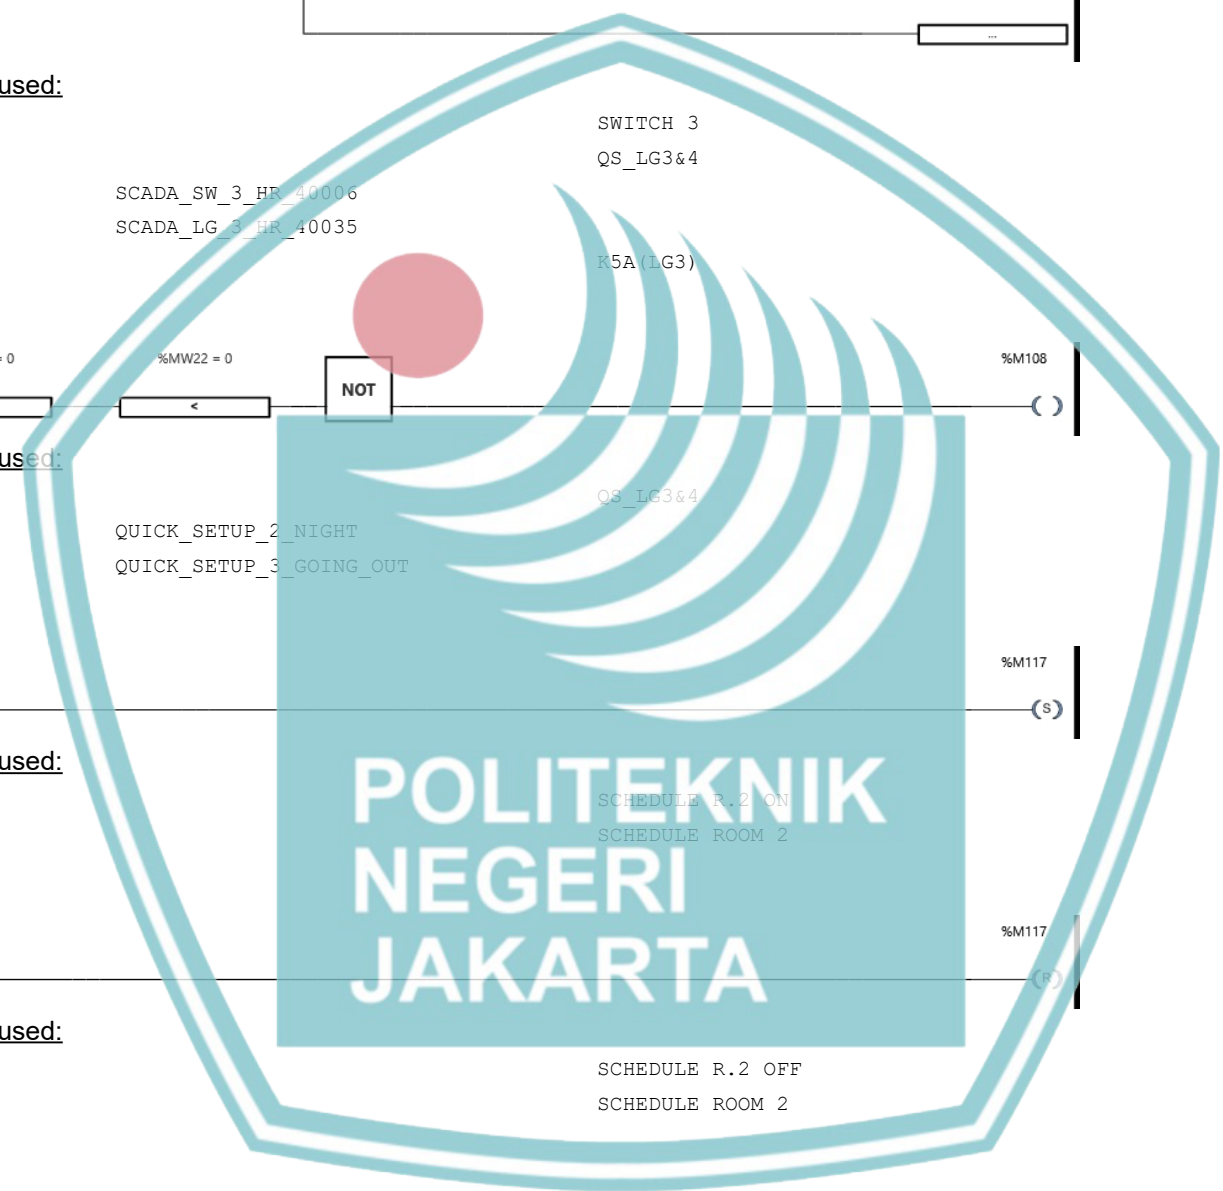 ...
used:
SWITCH 3
QS_LG3&4
SCADA_SW_3_HR_40006
SCADA_LG_3_HR_40035
K5A(LG3)
= 0 %MW22 = 0 %M108
< NOT ( )
used:
QS_LG3&4
QUICK_SETUP_2_NIGHT
QUICK_SETUP_3_GOING_OUT
%M117
(S)
used:
POLITEKNIK
SCHEDULE R.2 ON
SCHEDULE ROOM 2
NEGERI
%M117
JAKARTA
(R)
used:
SCHEDULE R.2 OFF
SCHEDULE ROOM 2